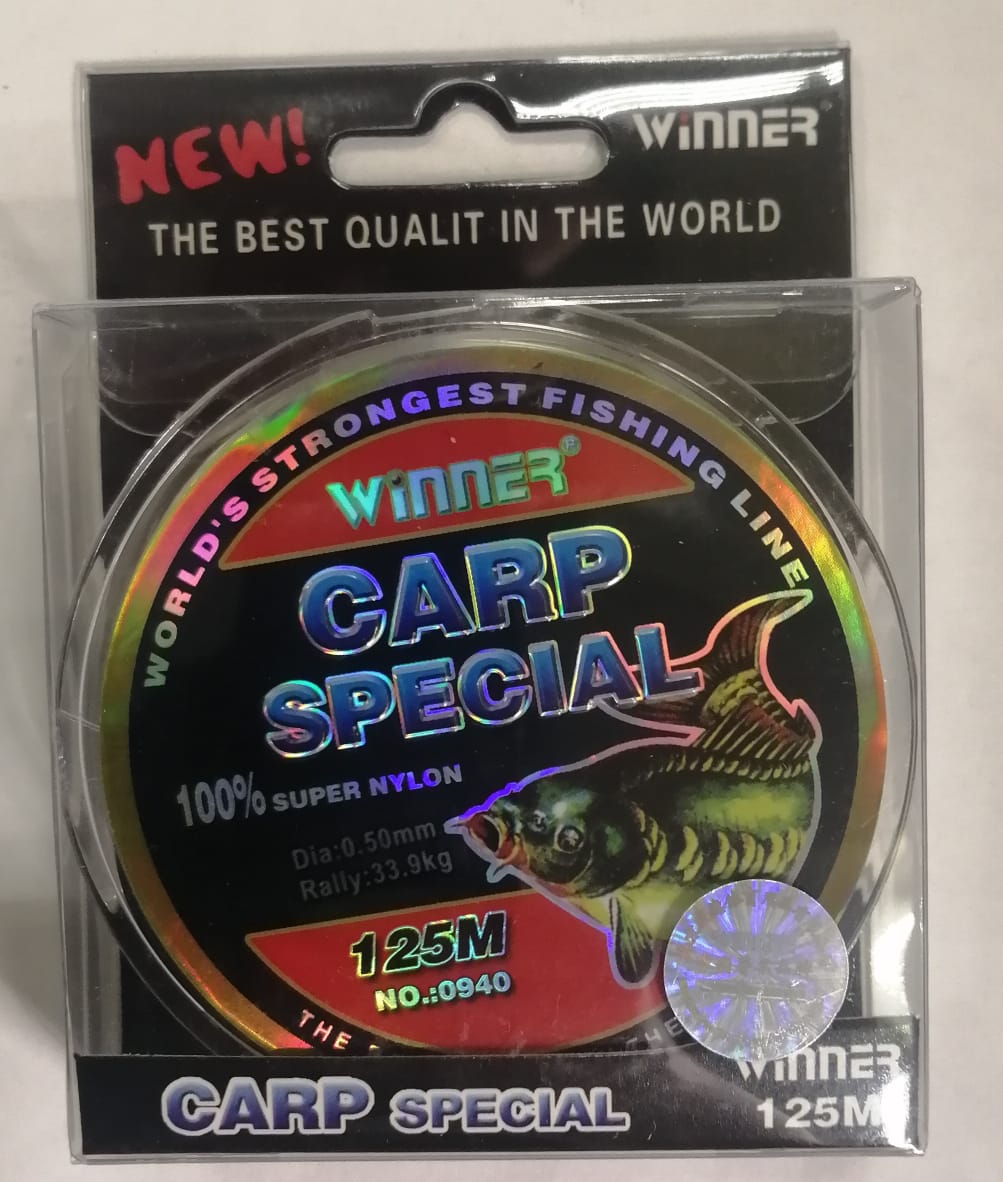 NEW!
WINNER
THE BEST QUALIT IN THE WORLD
WORLD'S STRONGEST FISHING LINE
WINNER®
CARP
SPECIAL
100% SUPER NYLON
Dia:0.50mm
Rally:33.9kg
125M
NO.:0940
THE
CARP SPECIAL
WINNER
125M